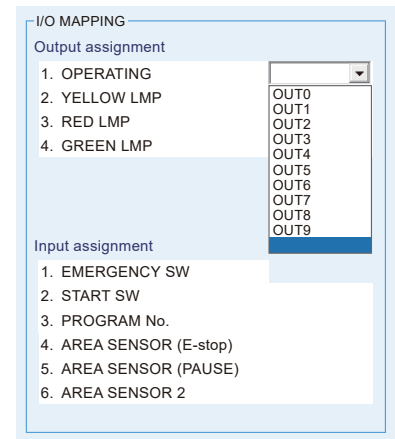 I/O MAPPING
Output assignment
1. OPERATING
2. YELLOW LMP
3. RED LMP
4. GREEN LMP
OUT0
OUT1
OUT2
OUT3
OUT4
OUT5
OUT6
OUT7
OUT8
OUT9
Input assignment
1. EMERGENCY SW
2. START SW
3. PROGRAM No.
4. AREA SENSOR (E-stop)
5. AREA SENSOR (PAUSE)
6. AREA SENSOR 2